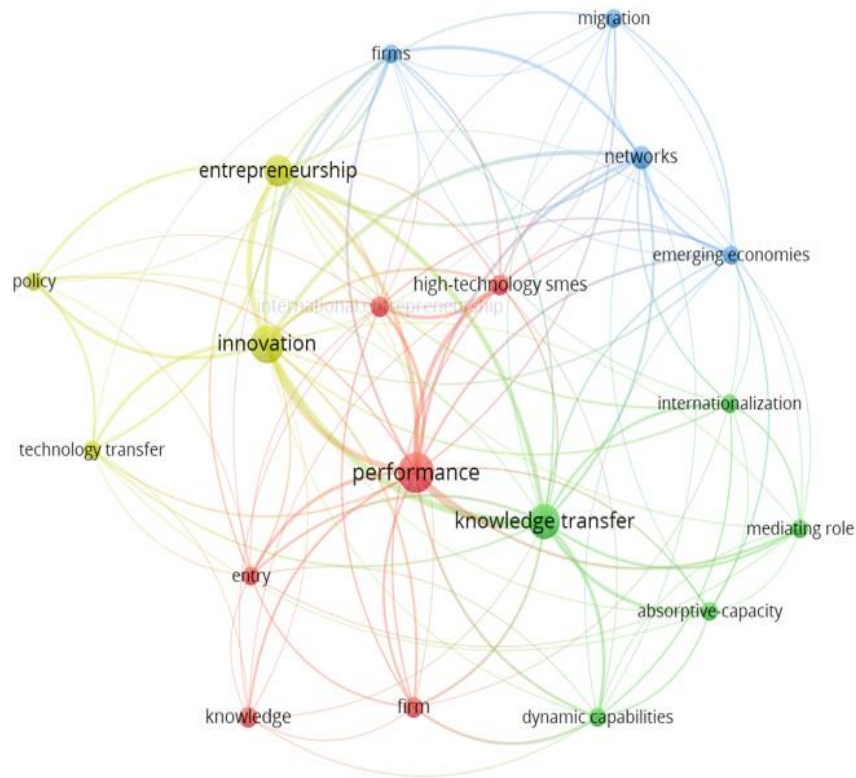 migration
firms
networks
entrepreneurship
emerging economies
policy
high-technology smes
international entrepreneurship
innovation
internationalization
technology transfer
performance
knowledge transfer
mediating role
entry
absorptive-capacity
knowledge
firm
dynamic capabilities